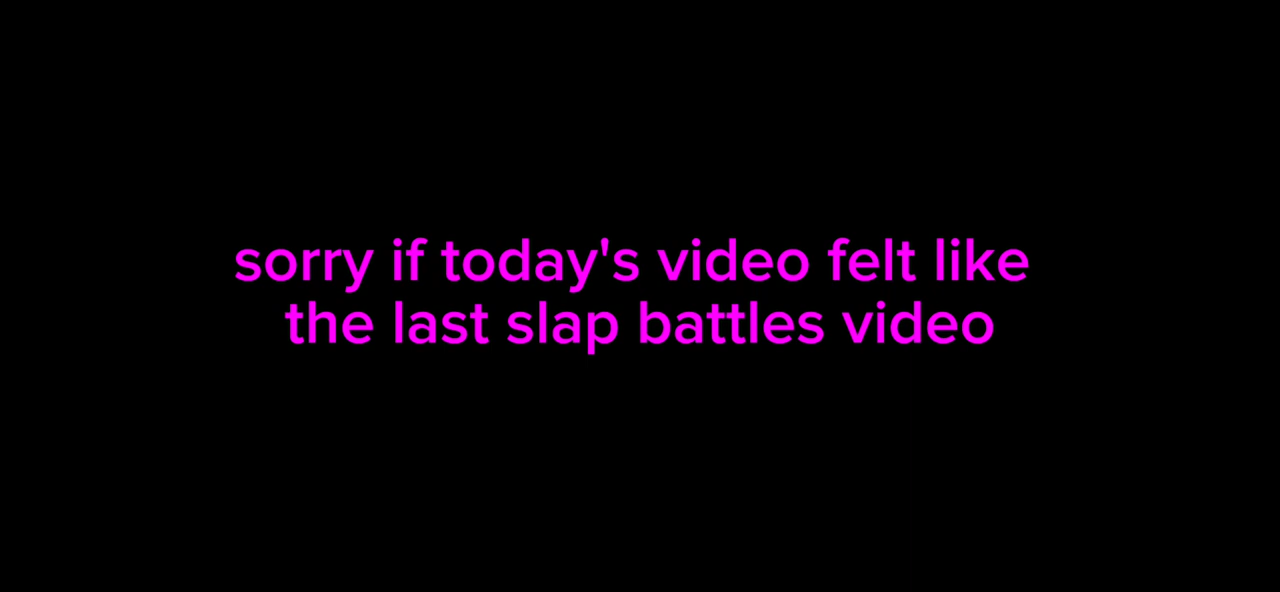 sorry if today's video felt like
the last slap battles video